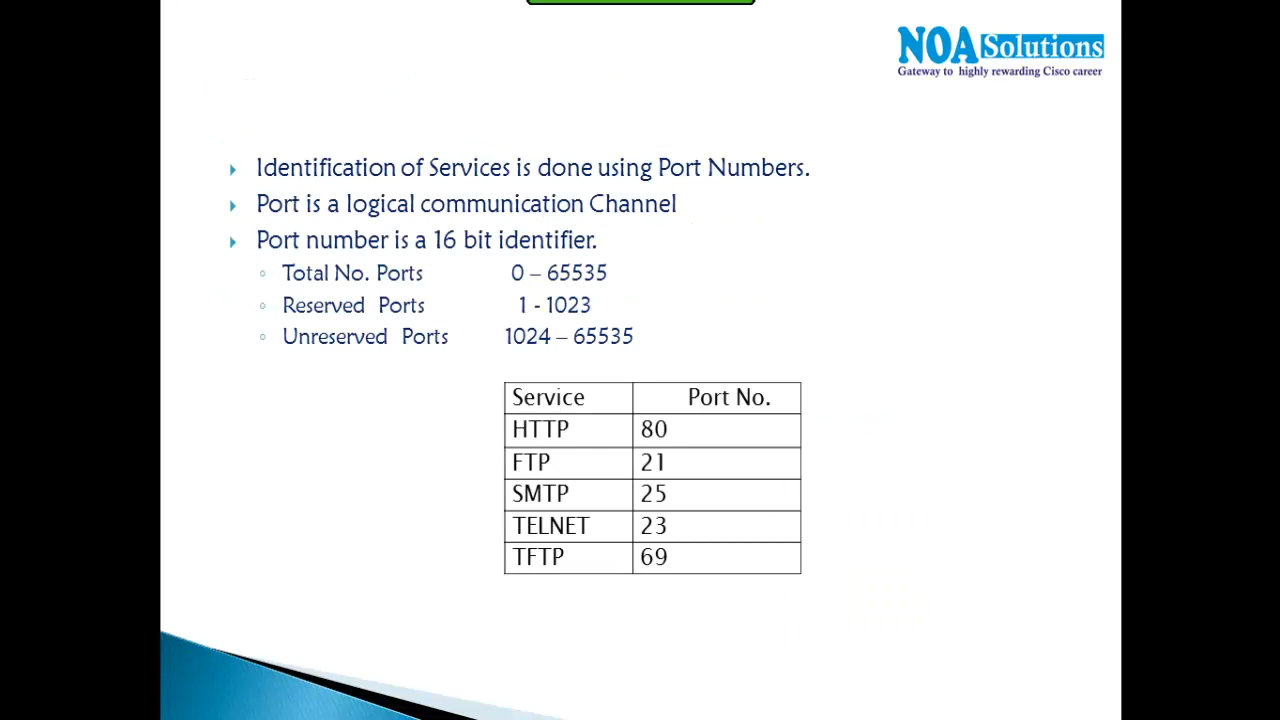 NOA Solutions
Gateway to highly rewarding Cisco career
Identification of Services is done using Port Numbers.
Port is a logical communication Channel
Port number is a 16 bit identifier.
Total No. Ports 0 – 65535
Reserved Ports 1 - 1023
Unreserved Ports 1024 – 65535
Service Port No.
HTTP 80
FTP 21
SMTP 25
TELNET 23
TFTP 69